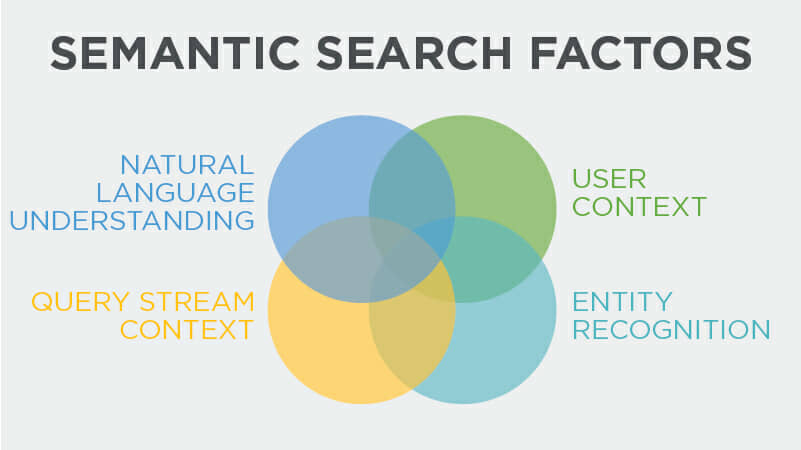 SEMANTIC SEARCH FACTORS
NATURAL
LANGUAGE
UNDERSTANDING
USER
CONTEXT
QUERY STREAM
CONTEXT
ENTITY
RECOGNITION